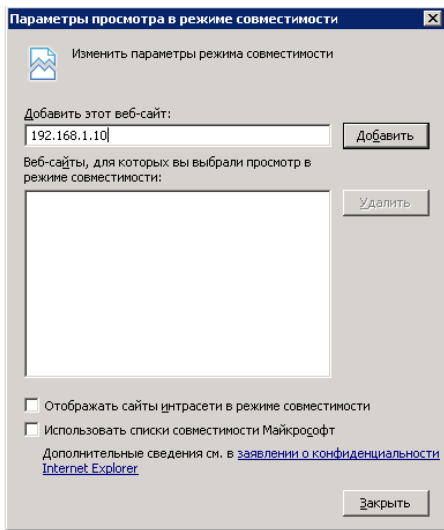 Параметры просмотра в режиме совместимости
Изменить параметры режима совместимости
Добавить этот веб-сайт:
192.168.1.10
Добавить
Веб-сайты, для которых вы выбрали просмотр в
режиме совместимости:
Удалить
Отображать сайты интрасети в режиме совместимости
Использовать списки совместимости Майкрософт
Дополнительные сведения см. в заявлении о конфиденциальности
Internet Explorer
Закрыть